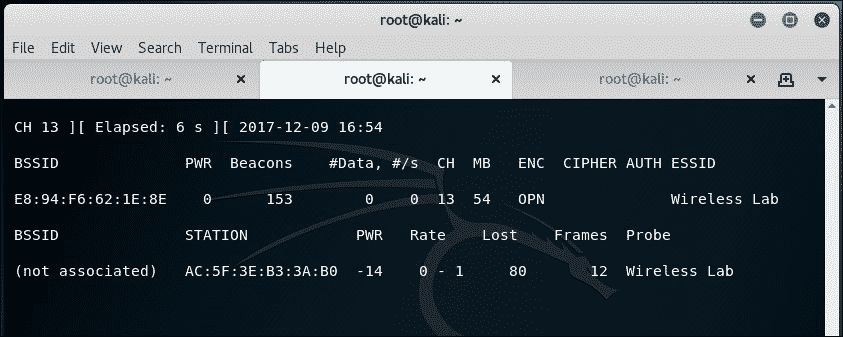 root@kali: ~
File Edit View Search Terminal Tabs Help
root@kali: ~ root@kali: ~ root@kali: ~
CH 13 ][ Elapsed: 6 s ][ 2017-12-09 16:54
BSSID PWR Beacons #Data, #/s CH MB ENC CIPHER AUTH ESSID
E8:94:F6:62:1E:8E 0 153 0 0 13 54 OPN Wireless Lab
BSSID STATION PWR Rate Lost Frames Probe
(not associated) AC:5F:3E:B3:3A:B0 -14 0 - 1 80 12 Wireless Lab